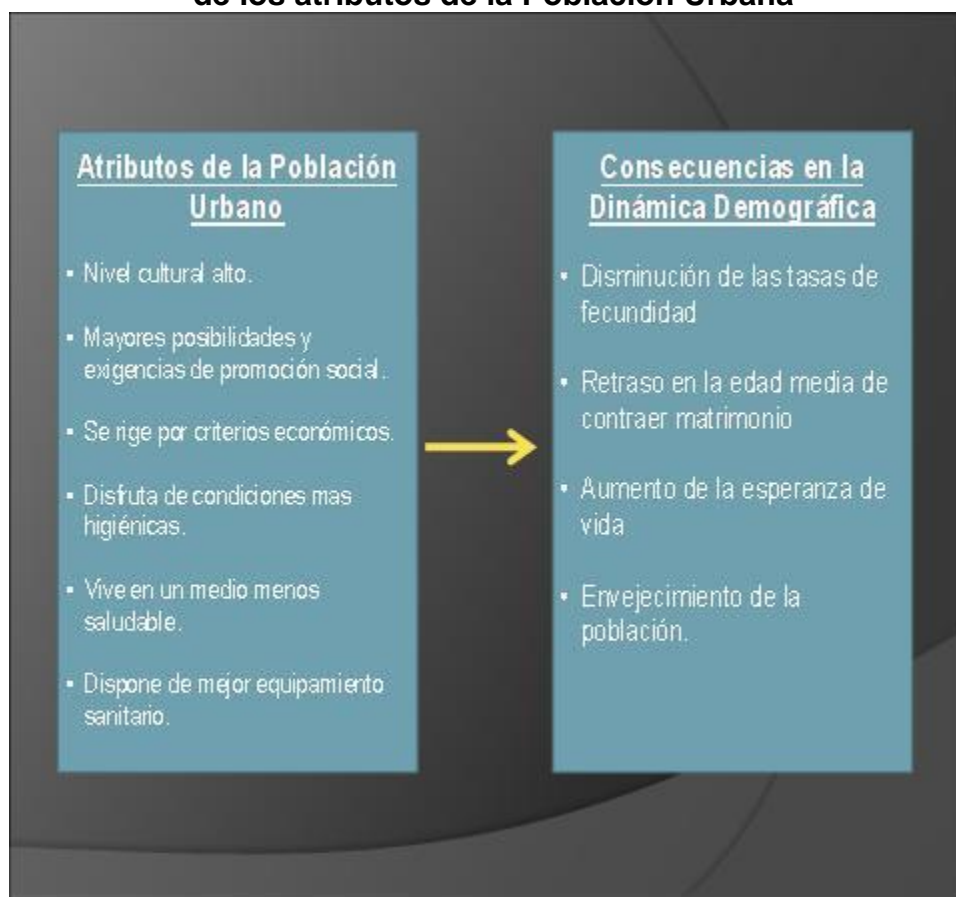 de los atributos de la Población Urbana
Atributos de la Población
Urbano
▪ Nivel cultural alto.
▪ Mayores posibilidades y
exigencias de promoción social.
▪ Se rige por criterios económicos.
▪ Disfruta de condiciones mas
higiénicas.
▪ Vive en un medio menos
saludable.
▪ Dispone de mejor equipamiento
sanitario.
Consecuencias en la
Dinámica Demográfica
▪ Disminución de las tasas de
fecundidad
▪ Retraso en la edad media de
contraer matrimonio
▪ Aumento de la esperanza de
vida
▪ Envejecimiento de la
población.